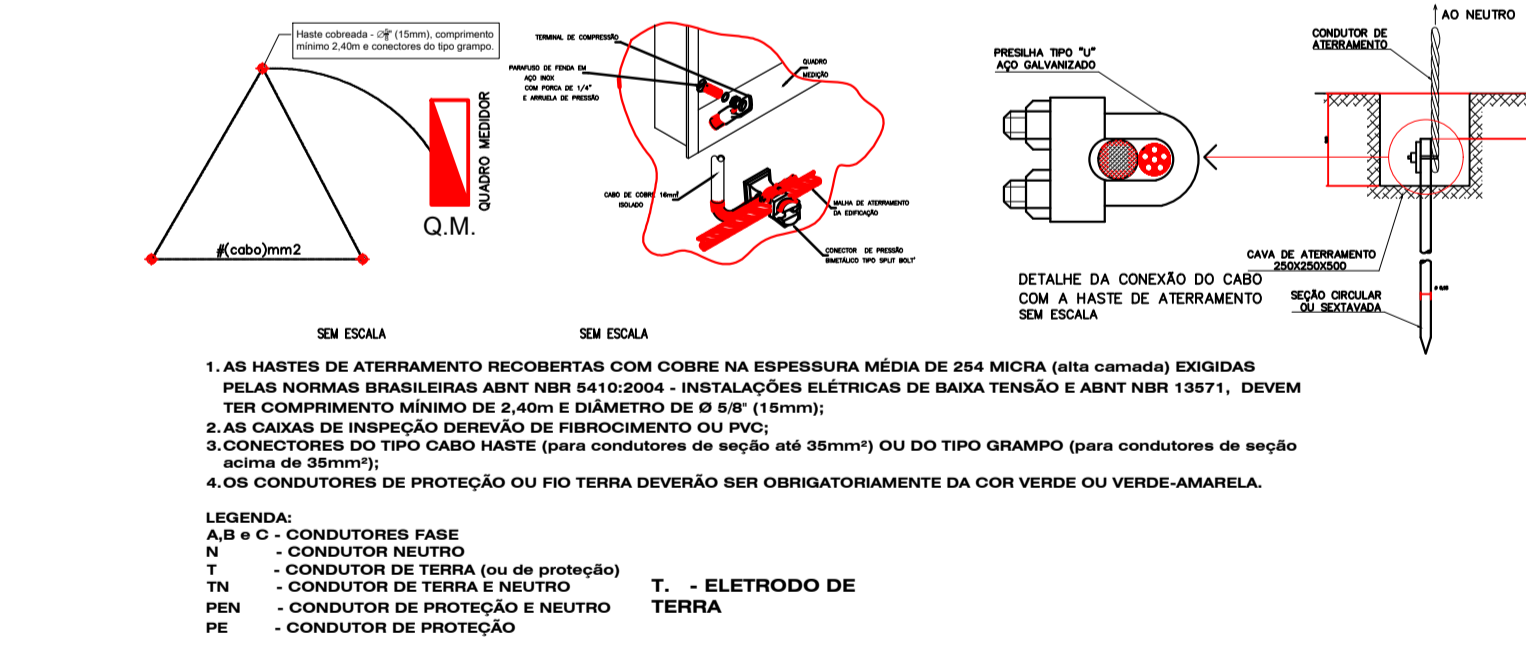 Haste cobreada - Ø (15mm), comprimento
mínimo 2,40m e conectores do tipo grampo.
QUADRO MEDIDOR
Q.M.
#(cabo)mm2
SEM ESCALA
TERMINAL DE COMPRESSÃO
PARAFUSO DE FENDA EM
AÇO INOX
COM PORCA DE 1/4"
E ARRUELA DE PRESSÃO
QUADRO
MEDIÇÃO
CABO DE COBRE 16mm²
ISOLADO
MALHA DE ATERRAMENTO
DA EDIFICAÇÃO
CONECTOR DE PRESSÃO
BIMETÁLICO TIPO SPLIT BOLT'
SEM ESCALA
PRESILHA TIPO "U"
AÇO GALVANIZADO
DETALHE DA CONEXÃO DO CABO
COM A HASTE DE ATERRAMENTO
SEM ESCALA
AO NEUTRO
CONDUTOR DE
ATERRAMENTO
CAVA DE ATERRAMENTO
250X250X500
SEÇÃO CIRCULAR
OU SEXTAVADA
1. AS HASTES DE ATERRAMENTO RECOBERTAS COM COBRE NA ESPESSURA MÉDIA DE 254 MICRA (alta camada) EXIGIDAS
PELAS NORMAS BRASILEIRAS ABNT NBR 5410:2004 - INSTALAÇÕES ELÉTRICAS DE BAIXA TENSÃO E ABNT NBR 13571, DEVEM
TER COMPRIMENTO MÍNIMO DE 2,40m E DIÂMETRO DE Ø 5/8" (15mm);
2. AS CAIXAS DE INSPEÇÃO DEREVÃO DE FIBROCIMENTO OU PVC;
3. CONECTORES DO TIPO CABO HASTE (para condutores de seção até 35mm²) OU DO TIPO GRAMPO (para condutores de seção
acima de 35mm²);
4. OS CONDUTORES DE PROTEÇÃO OU FIO TERRA DEVERÃO SER OBRIGATORIAMENTE DA COR VERDE OU VERDE-AMARELA.
LEGENDA:
A,B e C - CONDUTORES FASE
N - CONDUTOR NEUTRO
T - CONDUTOR DE TERRA (ou de proteção)
TN - CONDUTOR DE TERRA E NEUTRO
PEN - CONDUTOR DE PROTEÇÃO E NEUTRO
PE - CONDUTOR DE PROTEÇÃO
T. - ELETRODO DE
TERRA